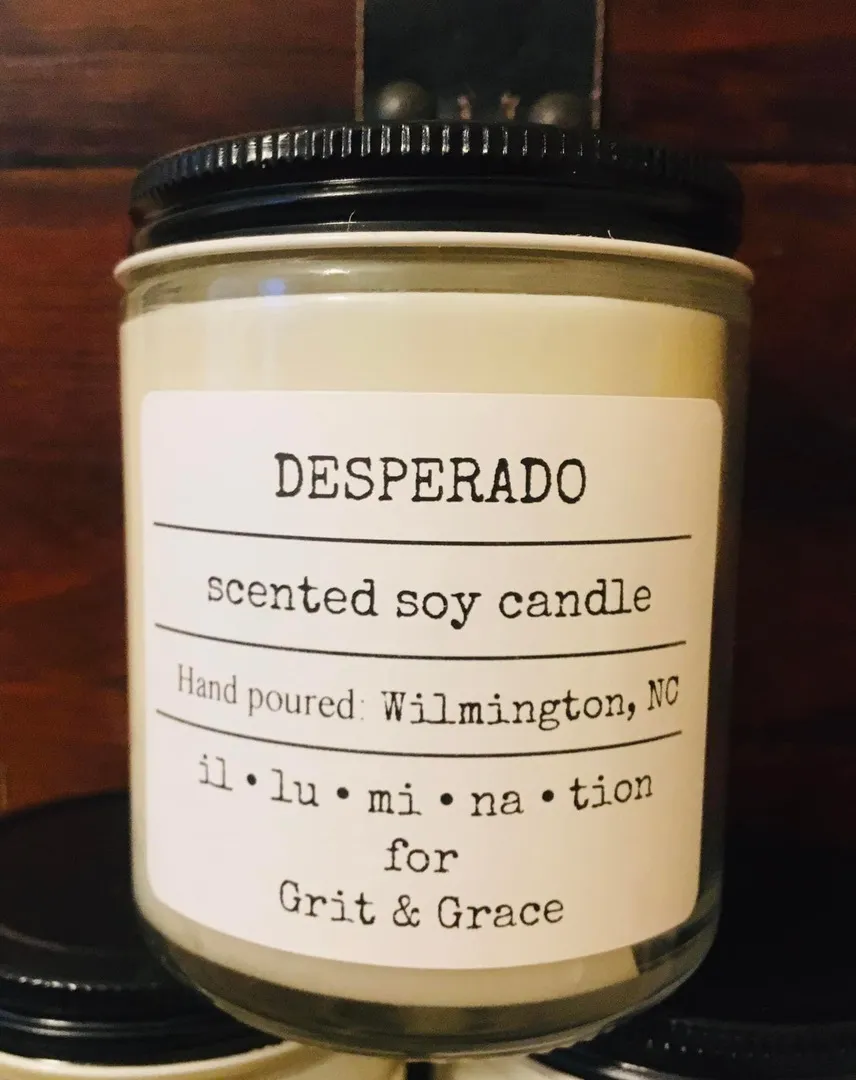 DESPERADO
scented soy candle
Hand poured: Wilmington, NC
il • lu • mi • na • tion
for
Grit & Grace